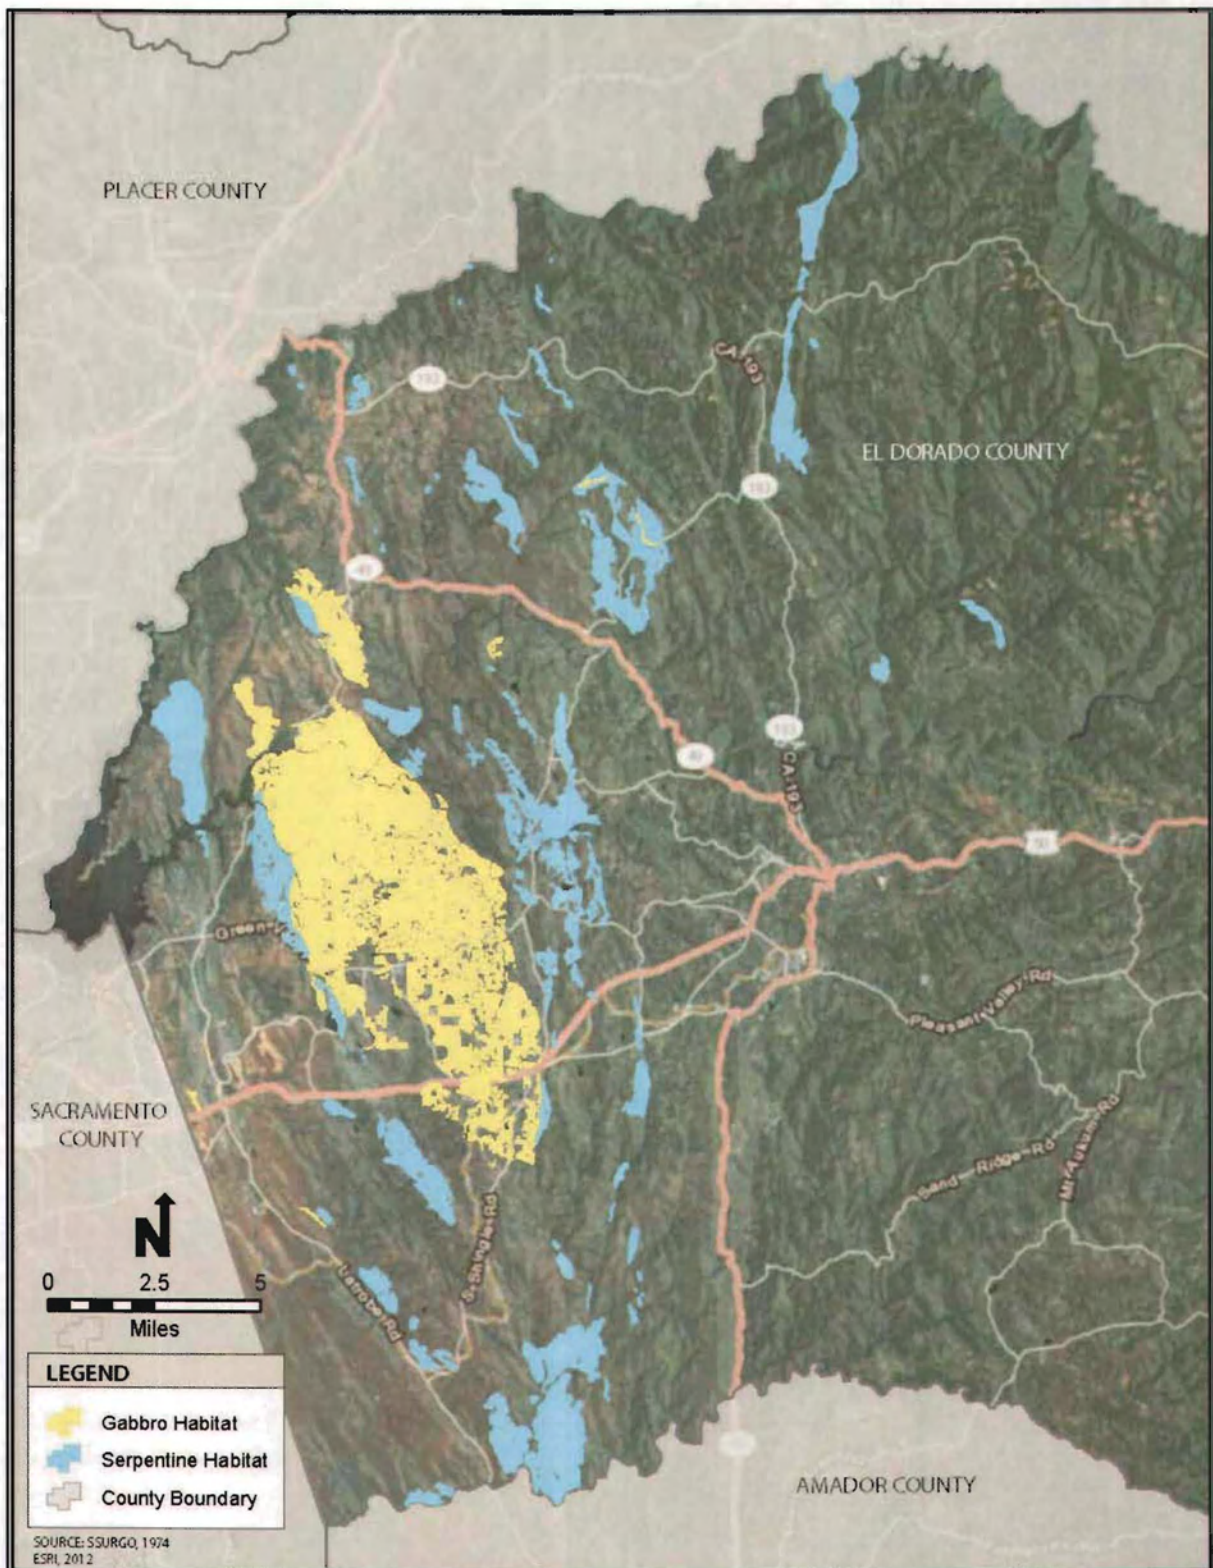 PLACER COUNTY
193
CA-193
EL DORADO COUNTY
193
49
193
49
CA-193
50
Green
Pleasant Valley Rd
SACRAMENTO
COUNTY
Sand Ridge Rd
Mt Aukum Rd
S Shingle Rd
Latrobe Rd
N
0 2.5 5
Miles
LEGEND
Gabbro Habitat
Serpentine Habitat
County Boundary
AMADOR COUNTY
SOURCE: SSURGO, 1974
ESRI, 2012